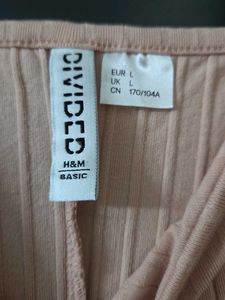 DIVIDED
H&M
BASIC
EUR L
UK L
CN 170/104A